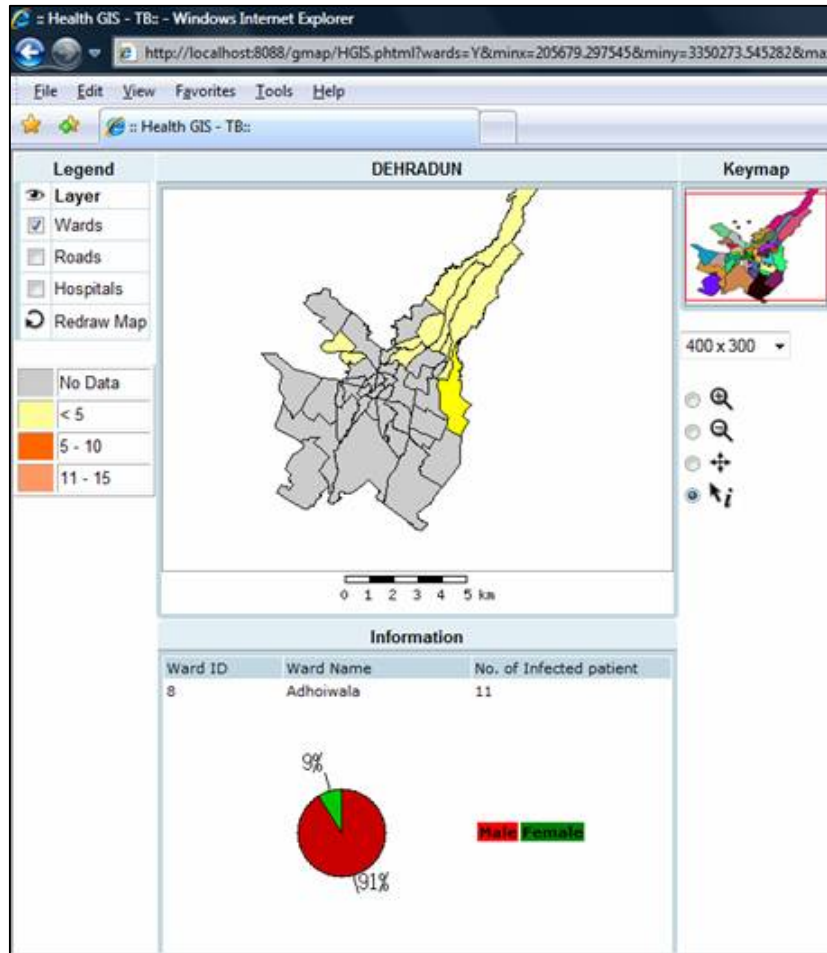 :: Health GIS - TB:: - Windows Internet Explorer
http://localhost:8088/gmap/HGIS.phtml?wards=Y&minx=205679.297545&miny=3350273.545282&ma
File Edit View Favorites Tools Help
:: Health GIS - TB::
Legend
Layer
Wards
Roads
Hospitals
Redraw Map
No Data
< 5
5 - 10
11 - 15
DEHRADUN
0 1 2 3 4 5 km
Keymap
400 x 300
Information
Ward ID Ward Name No. of Infected patient
8 Adhoiwala 11
9%
91%
Male Female